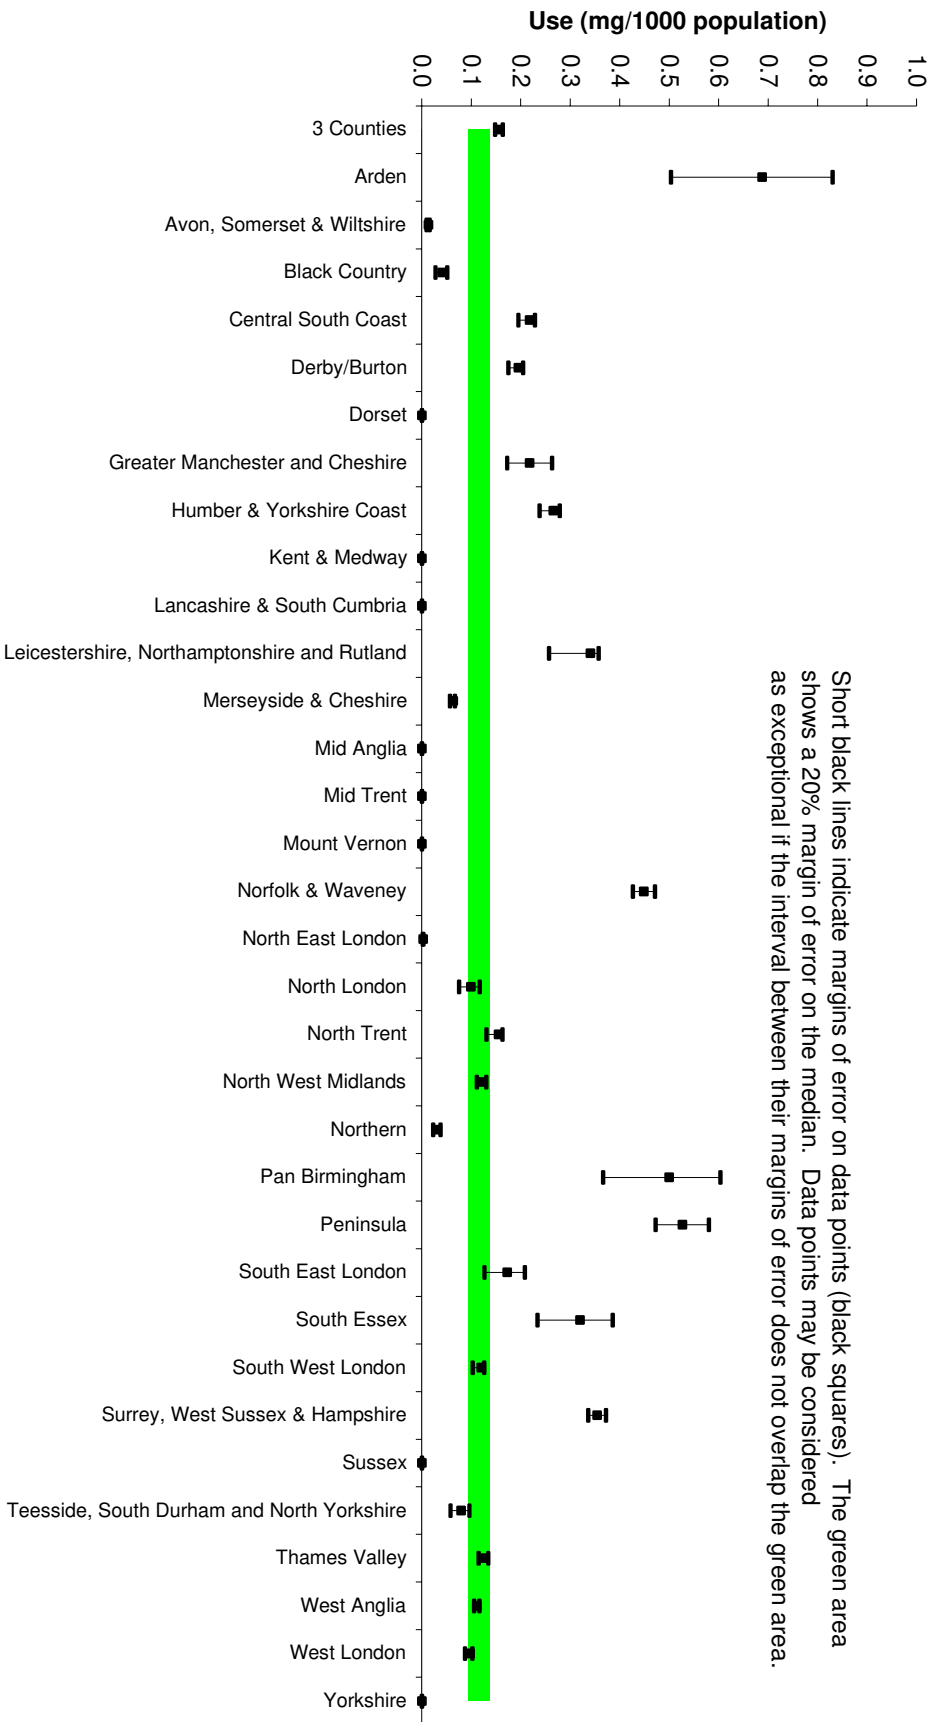 Use (mg/1000 population)
0.0
0.1
0.2
0.3
0.4
0.5
0.6
0.7
0.8
0.9
1.0
Short black lines indicate margins of error on data points (black squares). The green area
shows a 20% margin of error on the median. Data points may be considered
as exceptional if the interval between their margins of error does not overlap the green area.
3 Counties
Arden
Avon, Somerset & Wiltshire
Black Country
Central South Coast
Derby/Burton
Dorset
Greater Manchester and Cheshire
Humber & Yorkshire Coast
Kent & Medway
Lancashire & South Cumbria
Leicestershire, Northamptonshire and Rutland
Merseyside & Cheshire
Mid Anglia
Mid Trent
Mount Vernon
Norfolk & Waveney
North East London
North London
North Trent
North West Midlands
Northern
Pan Birmingham
Peninsula
South East London
South Essex
South West London
Surrey, West Sussex & Hampshire
Sussex
Teesside, South Durham and North Yorkshire
Thames Valley
West Anglia
West London
Yorkshire